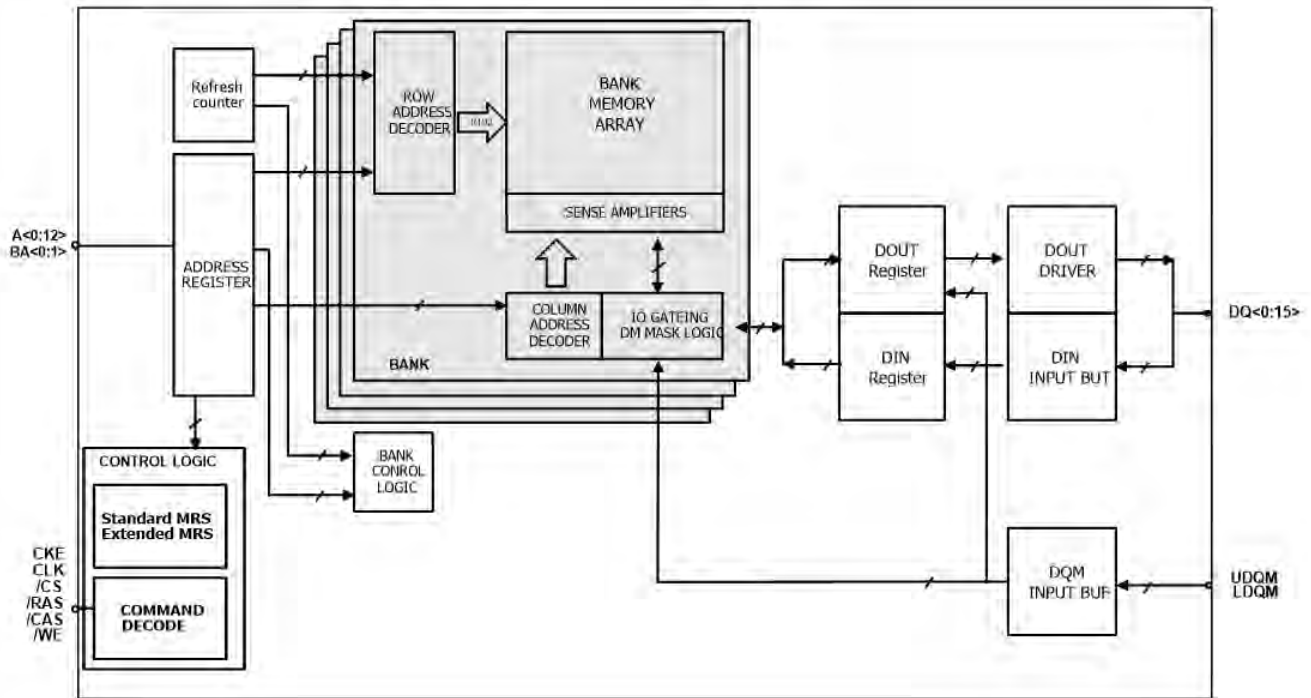 Refresh
counter
ROW
ADDRESS
DECODER
BANK
MEMORY
ARRAY
SENSE AMPLIFIERS
A<0:12>
BA<0:1>
ADDRESS
REGISTER
COLUMN
ADDRESS
DECODER
IO GATEING
DM MASK LOGIC
BANK
DOUT
Register
DOUT
DRIVER
DIN
Register
DIN
INPUT BUT
DQ<0:15>
BANK
CONROL
LOGIC
CONTROL LOGIC
Standard MRS
Extended MRS
COMMAND
DECODE
CKE
CLK
/CS
/RAS
/CAS
/WE
DQM
INPUT BUF
UDQM
LDQM